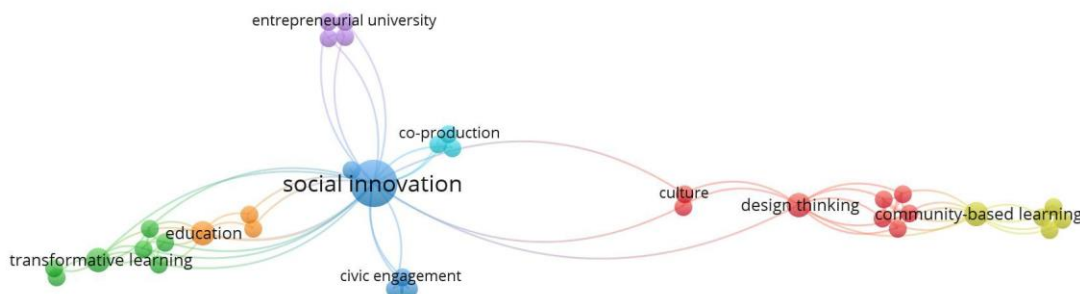 entrepreneurial university
co-production
social innovation
culture
design thinking
community-based learning
education
transformative learning
civic engagement